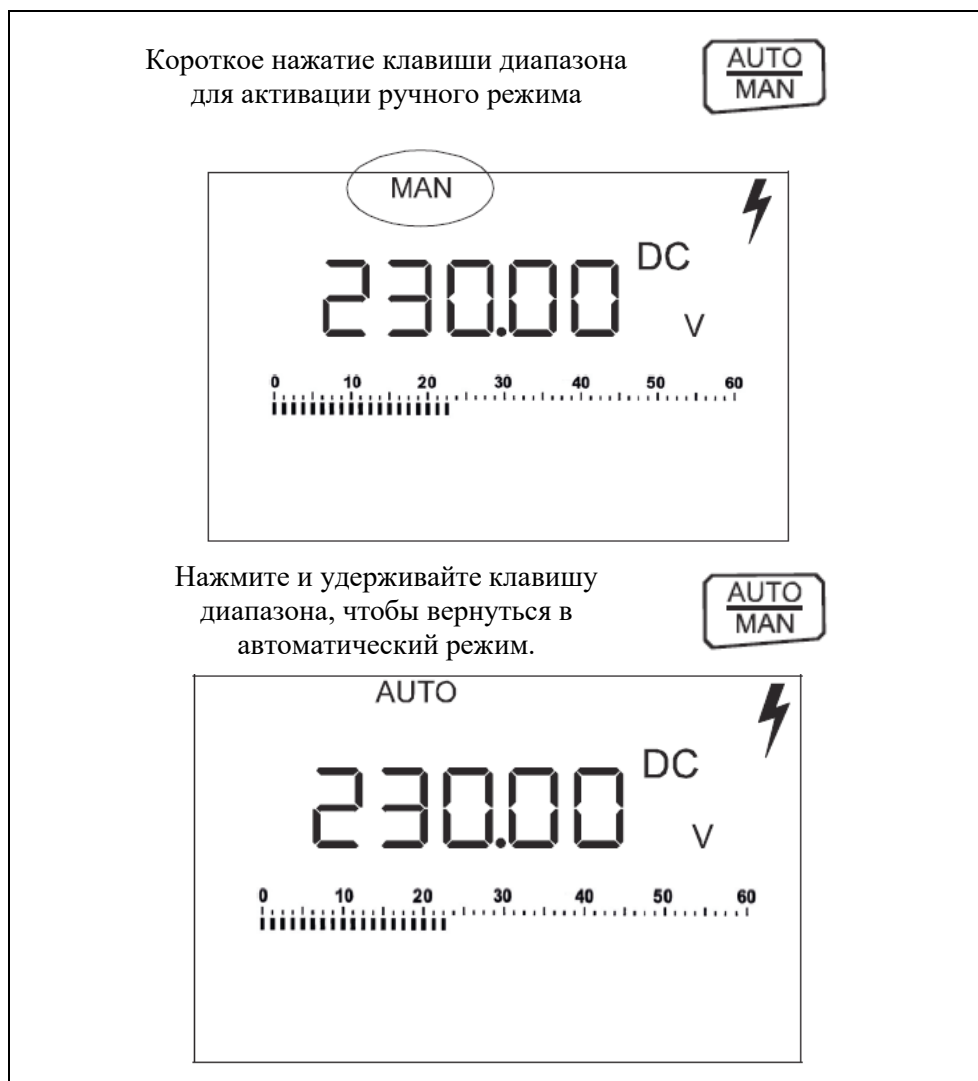 Короткое нажатие клавиши диапазона
для активации ручного режима
AUTO
MAN
MAN
230.00 DC
V
0 10 20 30 40 50 60
Нажмите и удерживайте клавишу
диапазона, чтобы вернуться в
автоматический режим.
AUTO
MAN
AUTO
230.00 DC
V
0 10 20 30 40 50 60